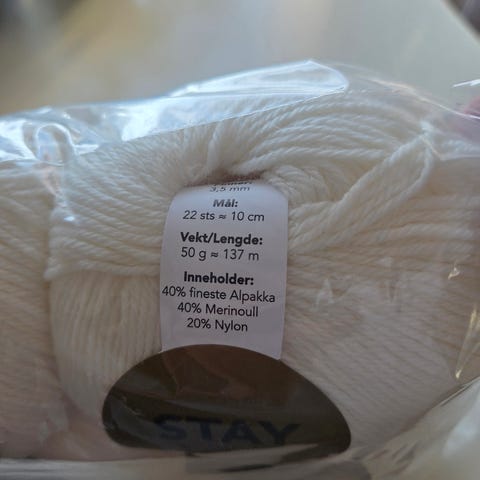 3,5 mm
Mål:
22 sts ≈ 10 cm
Vekt/Lengde:
50 g ≈ 137 m
Inneholder:
40% fineste Alpakka
40% Merinoull
20% Nylon
STAY